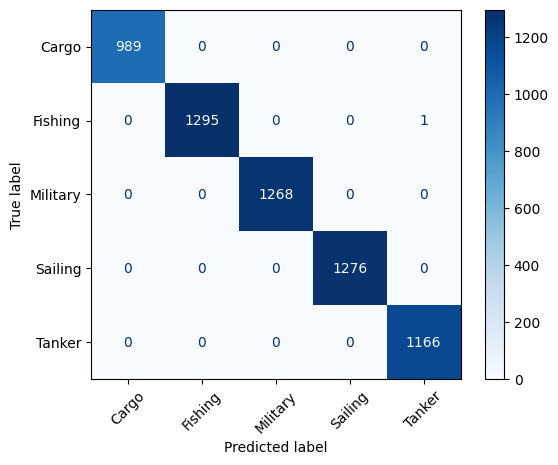 Cargo 989 0 0 0 0
Fishing 0 1295 0 0 1
Military 0 0 1268 0 0
Sailing 0 0 0 1276 0
Tanker 0 0 0 0 1166
Cargo Fishing Military Sailing Tanker
Predicted label
True label
1200
1000
800
600
400
200
0